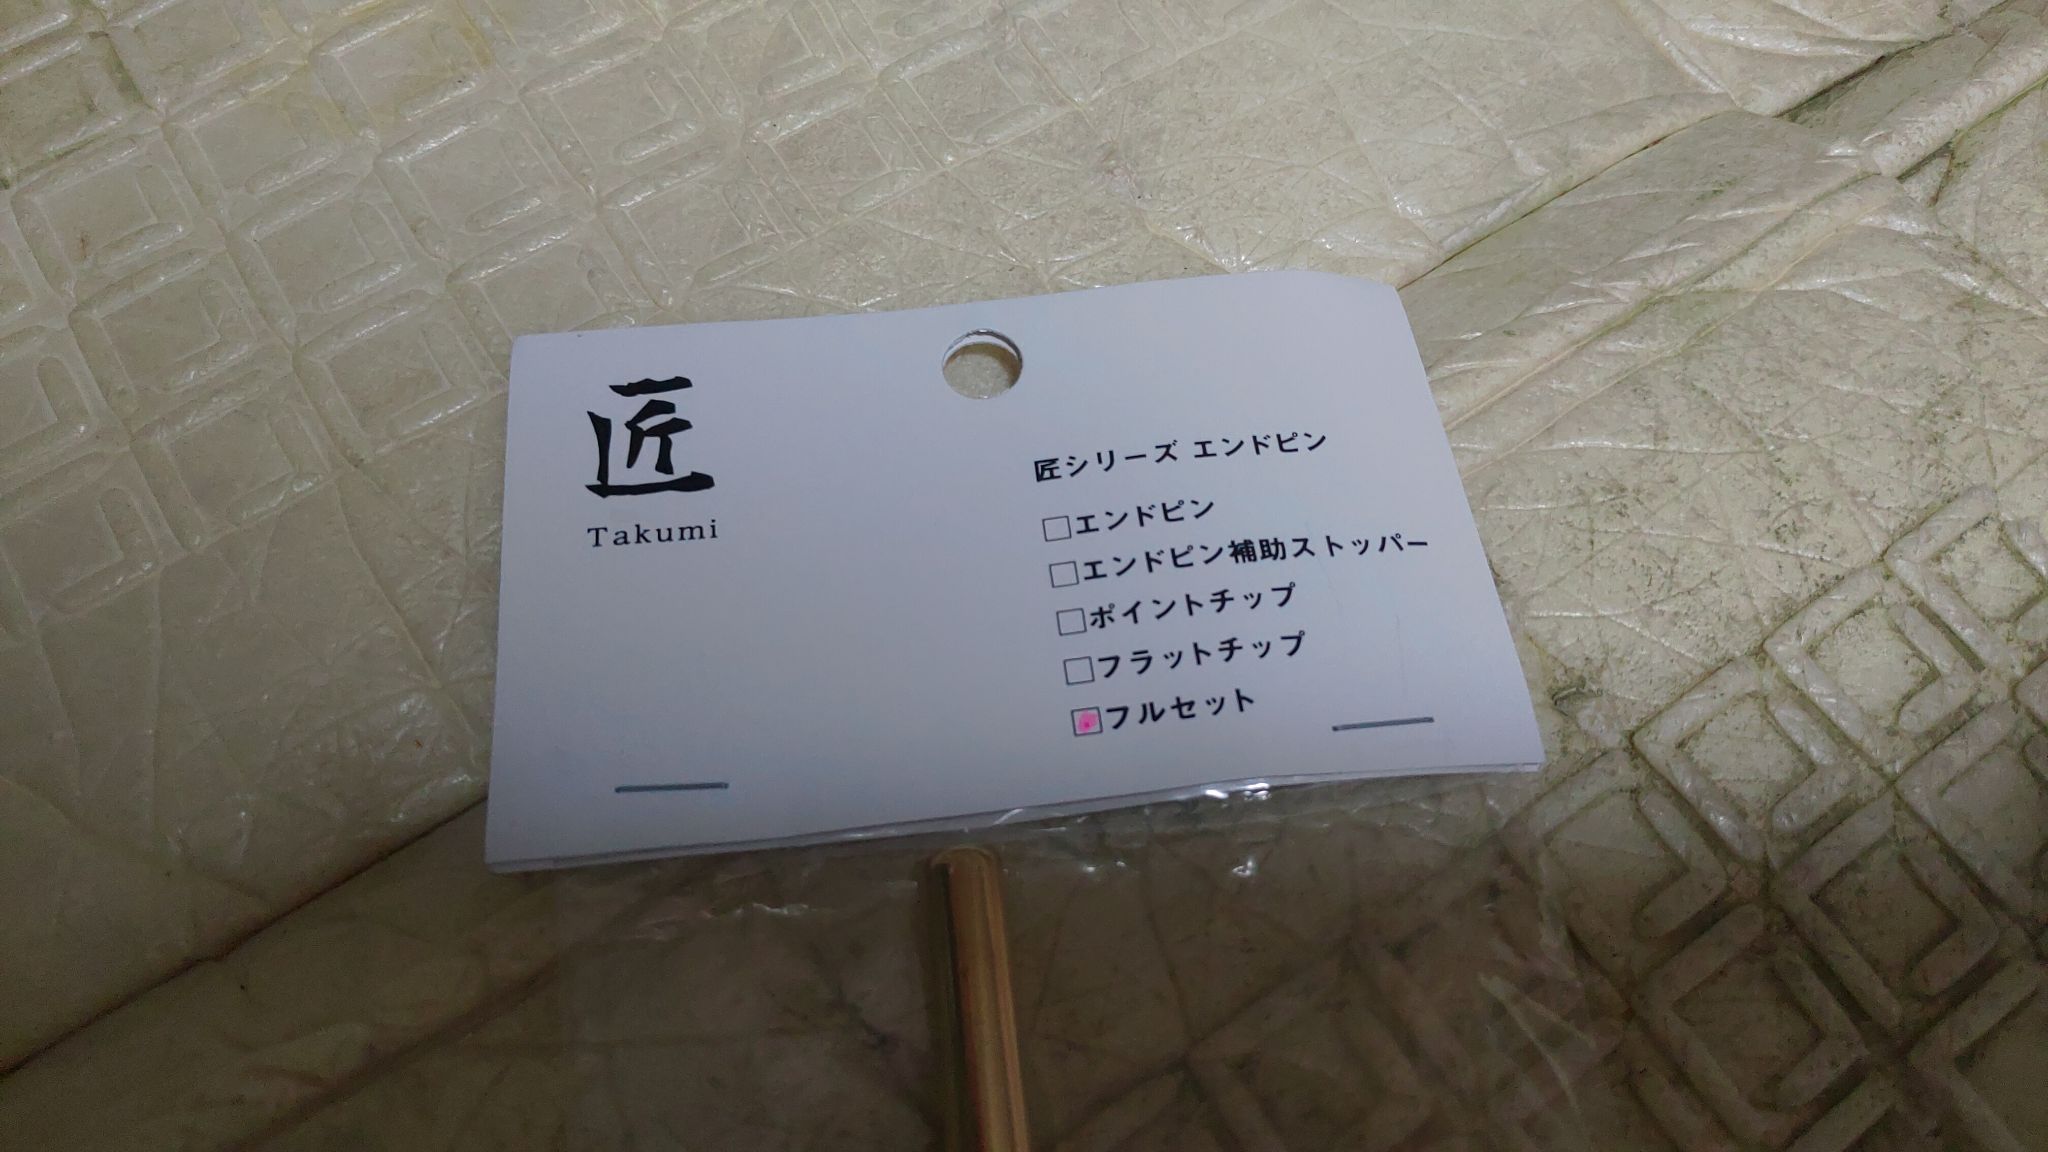 匠
Takumi
匠シリーズ エンドピン
□エンドピン
□エンドピン補助ストッパー
□ポイントチップ
□フラットチップ
□フルセット